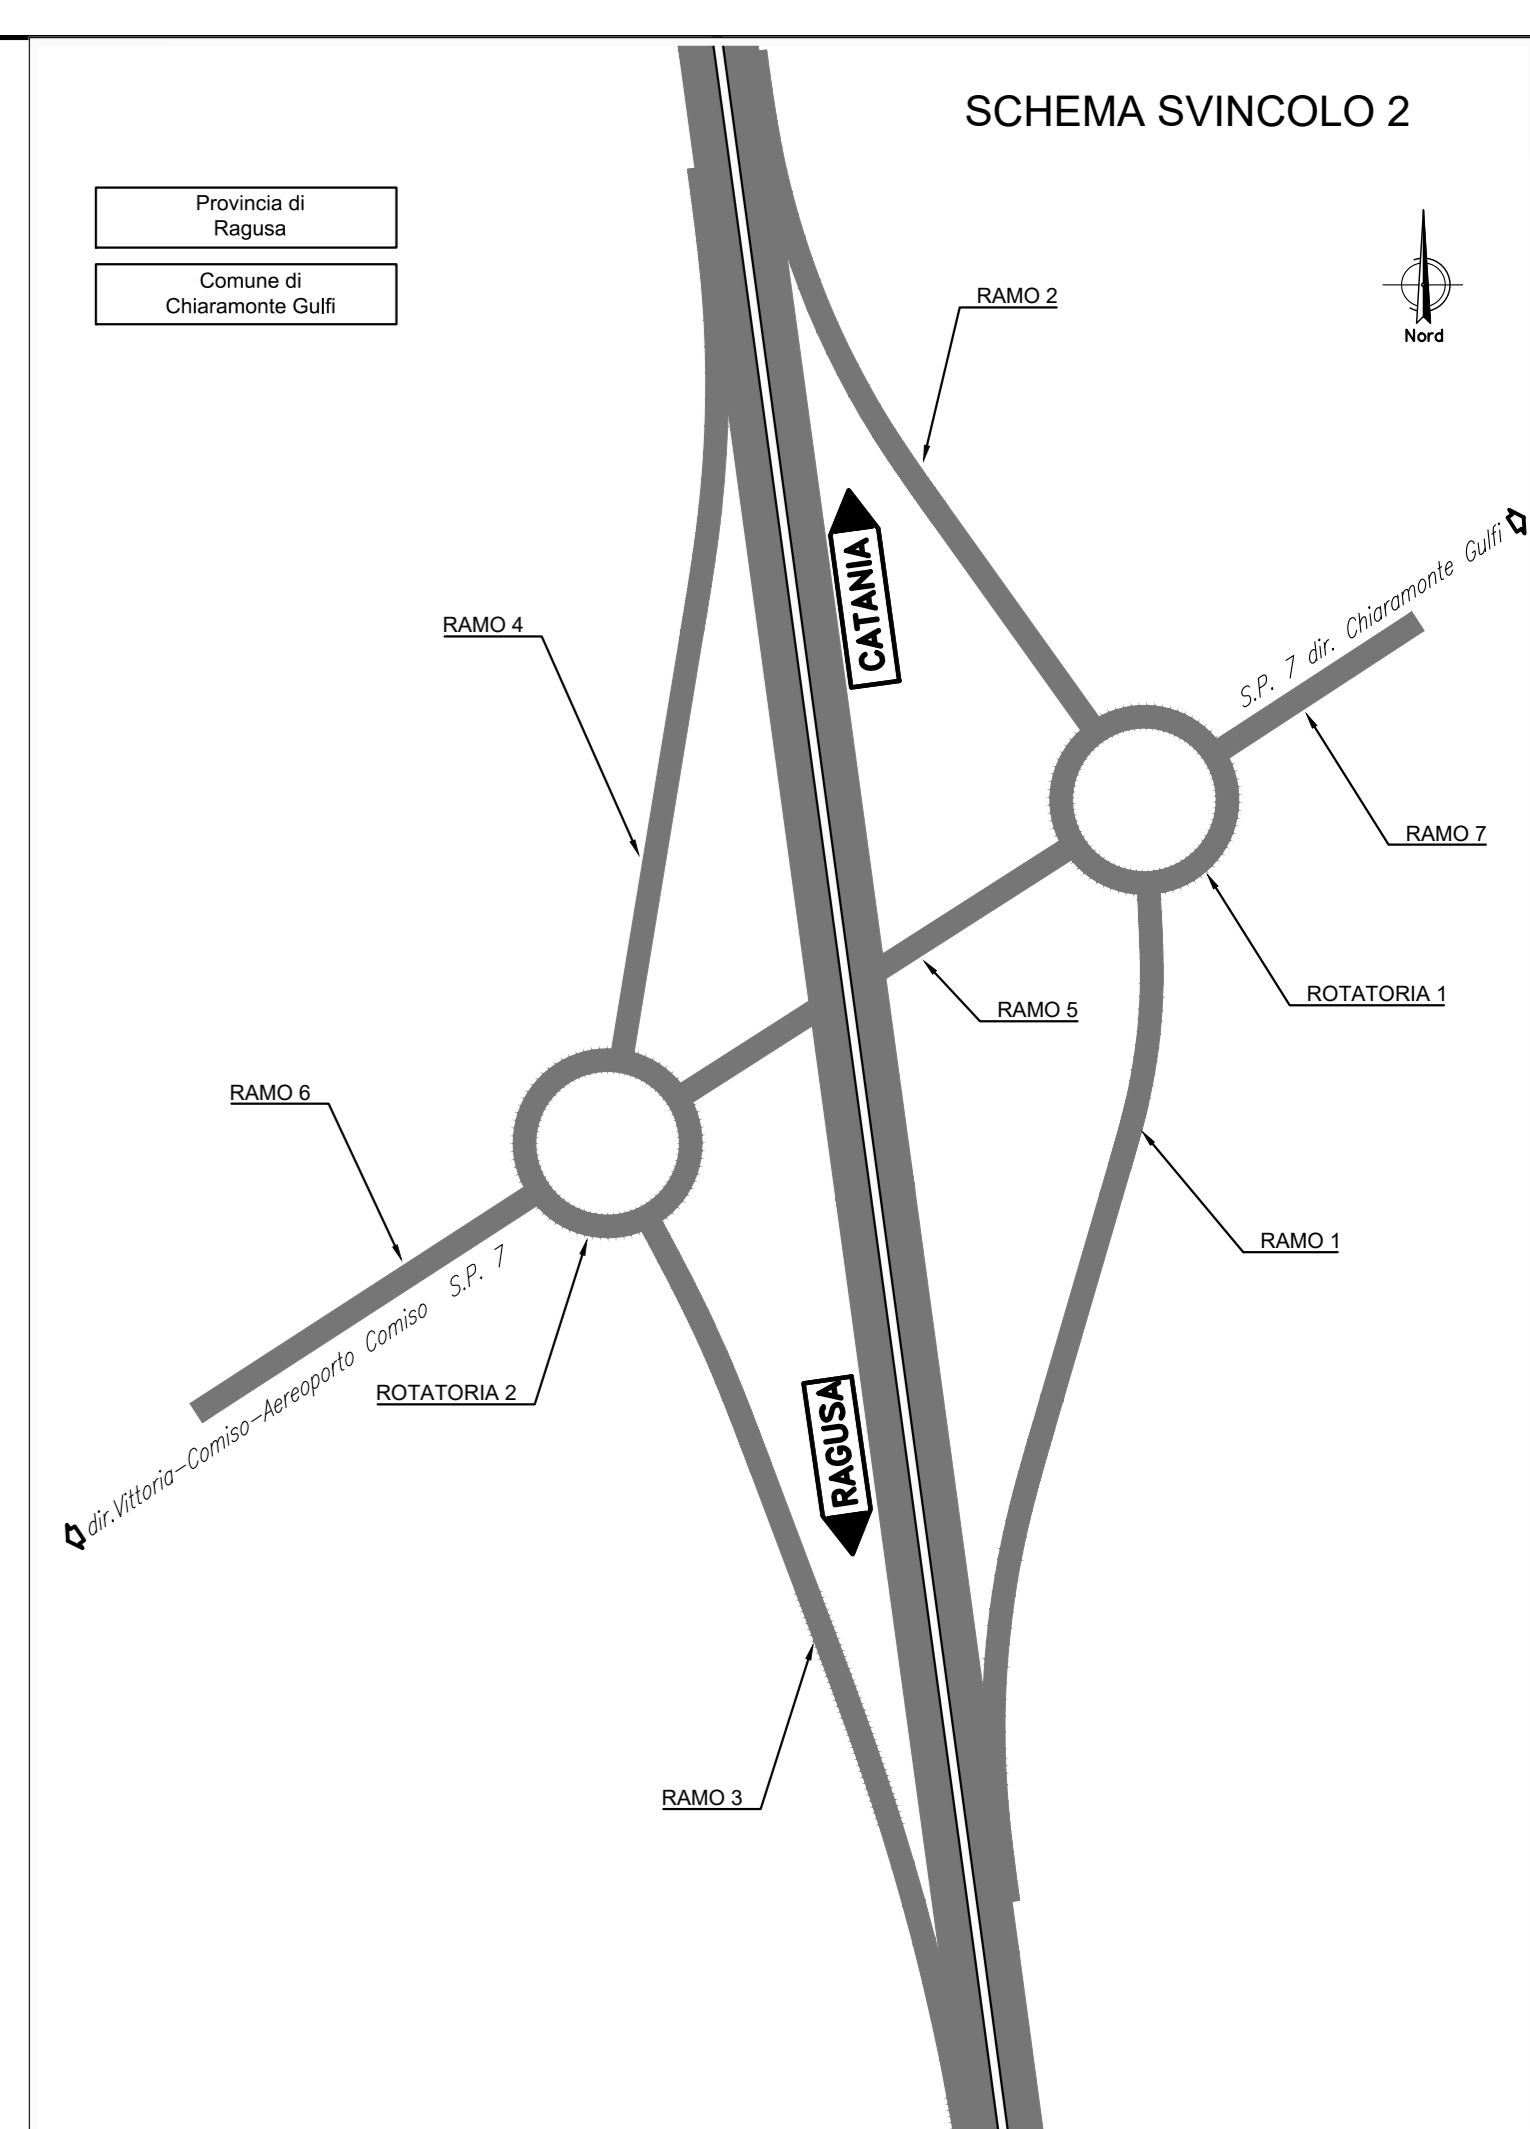 SCHEMA SVINCOLO 2
Provincia di
Ragusa
Comune di
Chiaramonte Gulfi
RAMO 2
Nord
CATANIA
S.P. 7 dir. Chiaramonte Gulfi
RAMO 4
RAMO 7
ROTATORIA 1
RAMO 5
RAMO 6
RAMO 1
dir.Vittoria-Comiso-Aereoporto Comiso S.P. 7
ROTATORIA 2
RAGUSA
RAMO 3